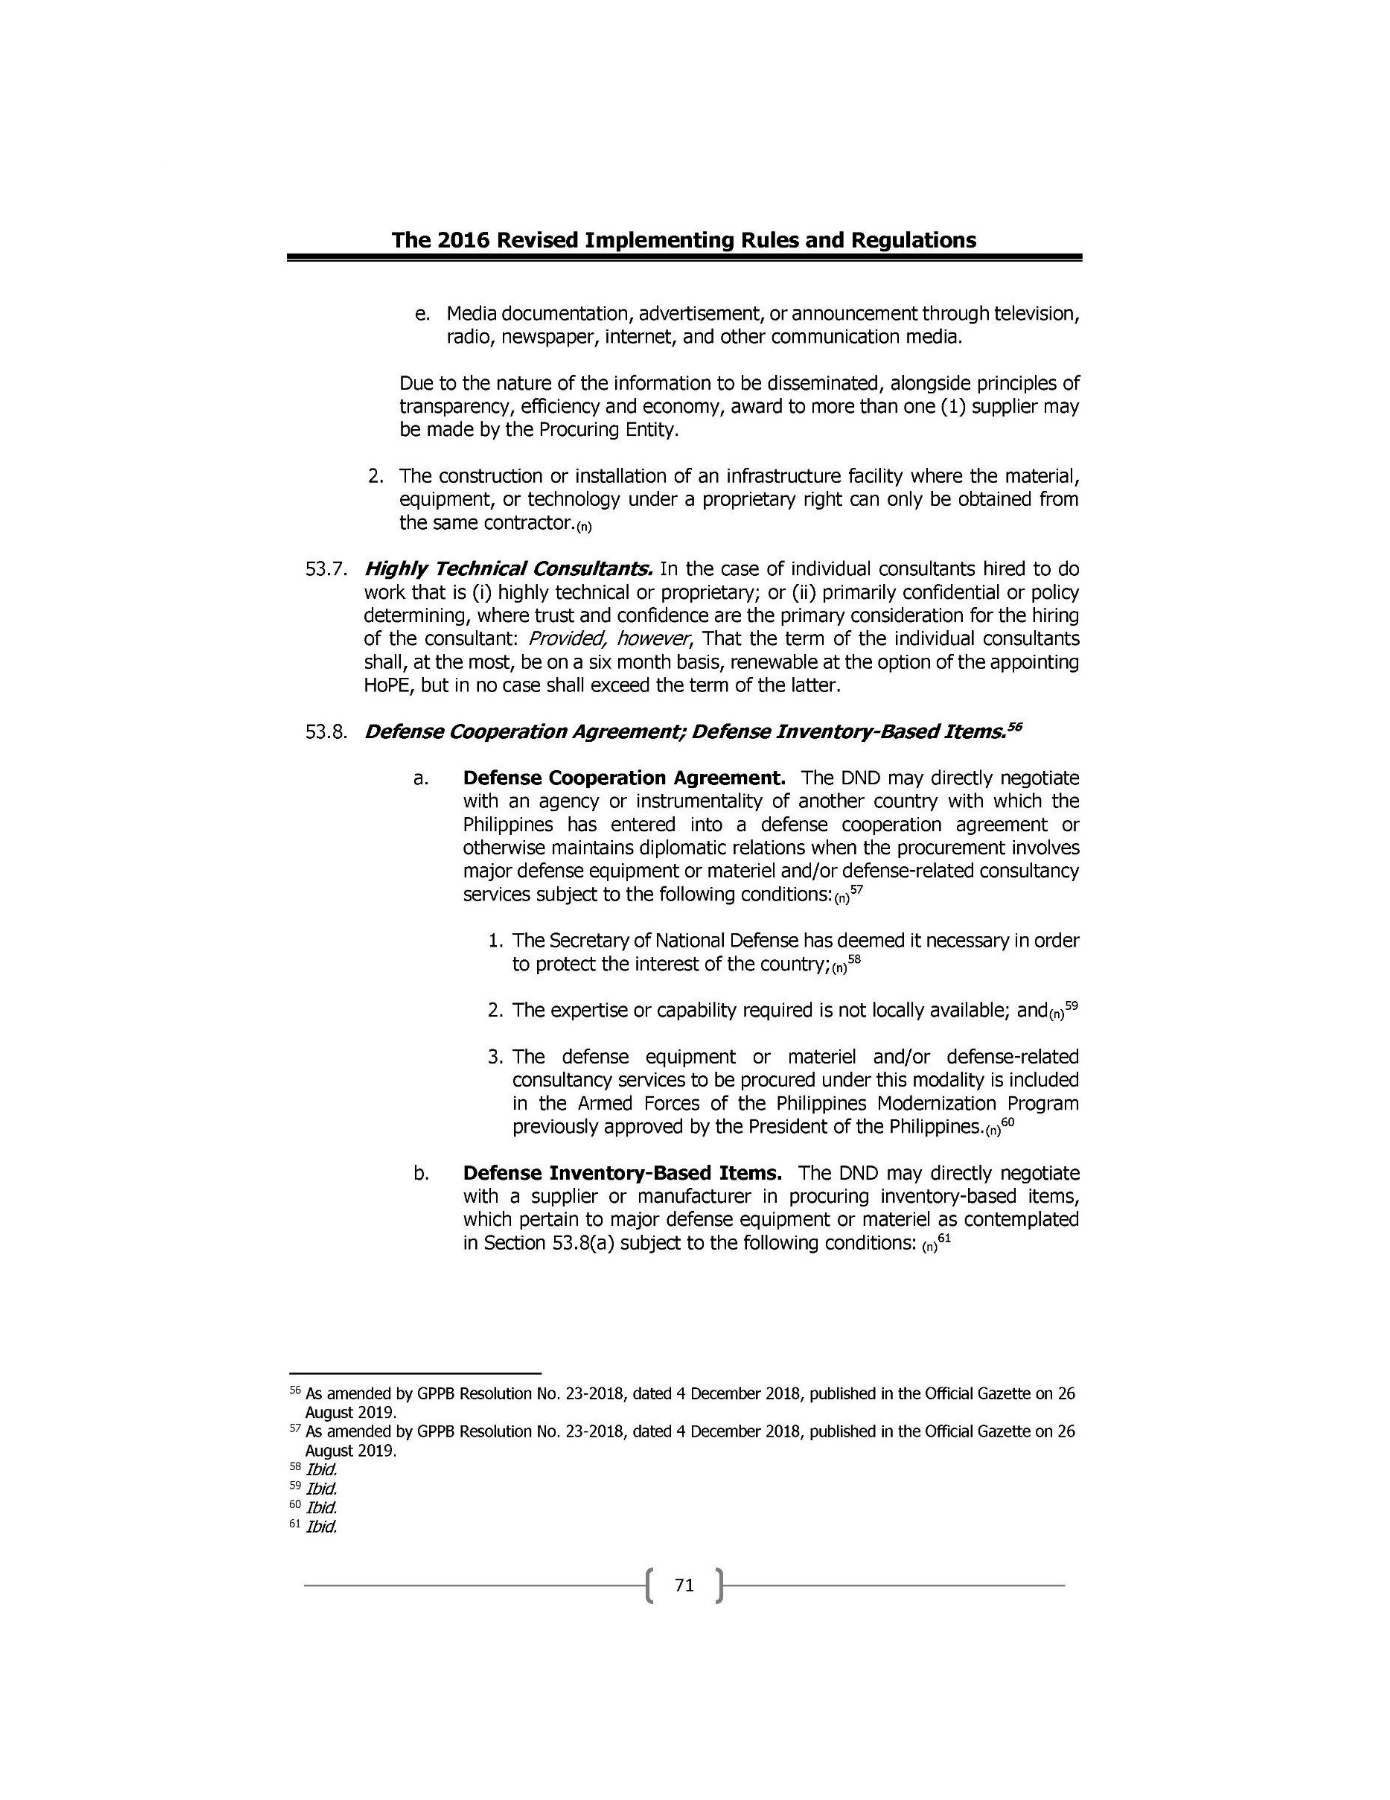 The 2016 Revised Implementing Rules and Regulations
e. Media documentation, advertisement, or announcement through television,
radio, newspaper, internet, and other communication media.
Due to the nature of the information to be disseminated, alongside principles of
transparency, efficiency and economy, award to more than one (1) supplier may
be made by the Procuring Entity.
2. The construction or installation of an infrastructure facility where the material,
equipment, or technology under a proprietary right can only be obtained from
the same contractor.(n)
53.7. Highly Technical Consultants. In the case of individual consultants hired to do
work that is (i) highly technical or proprietary; or (ii) primarily confidential or policy
determining, where trust and confidence are the primary consideration for the hiring
of the consultant: Provided, however, That the term of the individual consultants
shall, at the most, be on a six month basis, renewable at the option of the appointing
HoPE, but in no case shall exceed the term of the latter.
53.8. Defense Cooperation Agreement; Defense Inventory-Based Items.56
a. Defense Cooperation Agreement. The DND may directly negotiate
with an agency or instrumentality of another country with which the
Philippines has entered into a defense cooperation agreement or
otherwise maintains diplomatic relations when the procurement involves
major defense equipment or materiel and/or defense-related consultancy
services subject to the following conditions:(n)57
1. The Secretary of National Defense has deemed it necessary in order
to protect the interest of the country;(n)58
2. The expertise or capability required is not locally available; and(n)59
3. The defense equipment or materiel and/or defense-related
consultancy services to be procured under this modality is included
in the Armed Forces of the Philippines Modernization Program
previously approved by the President of the Philippines.(n)60
b. Defense Inventory-Based Items. The DND may directly negotiate
with a supplier or manufacturer in procuring inventory-based items,
which pertain to major defense equipment or materiel as contemplated
in Section 53.8(a) subject to the following conditions: (n)61
56 As amended by GPPB Resolution No. 23-2018, dated 4 December 2018, published in the Official Gazette on 26
August 2019.
57 As amended by GPPB Resolution No. 23-2018, dated 4 December 2018, published in the Official Gazette on 26
August 2019.
58 Ibid.
59 Ibid.
60 Ibid.
61 Ibid.
71